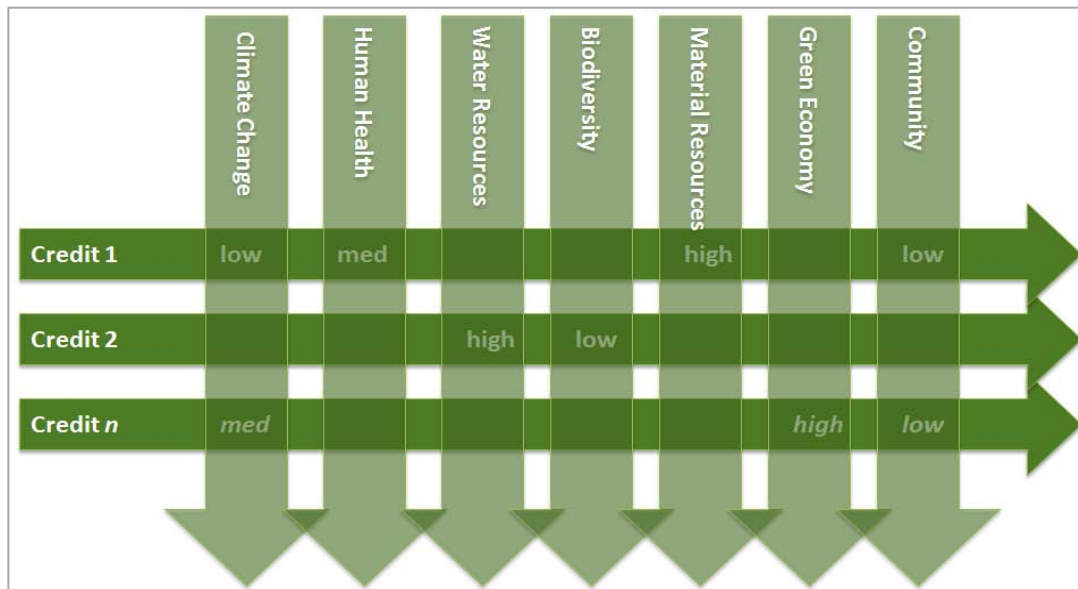 Climate Change
Human Health
Water Resources
Biodiversity
Material Resources
Green Economy
Community
Credit 1 low med high low
Credit 2 high low
Credit n med high low